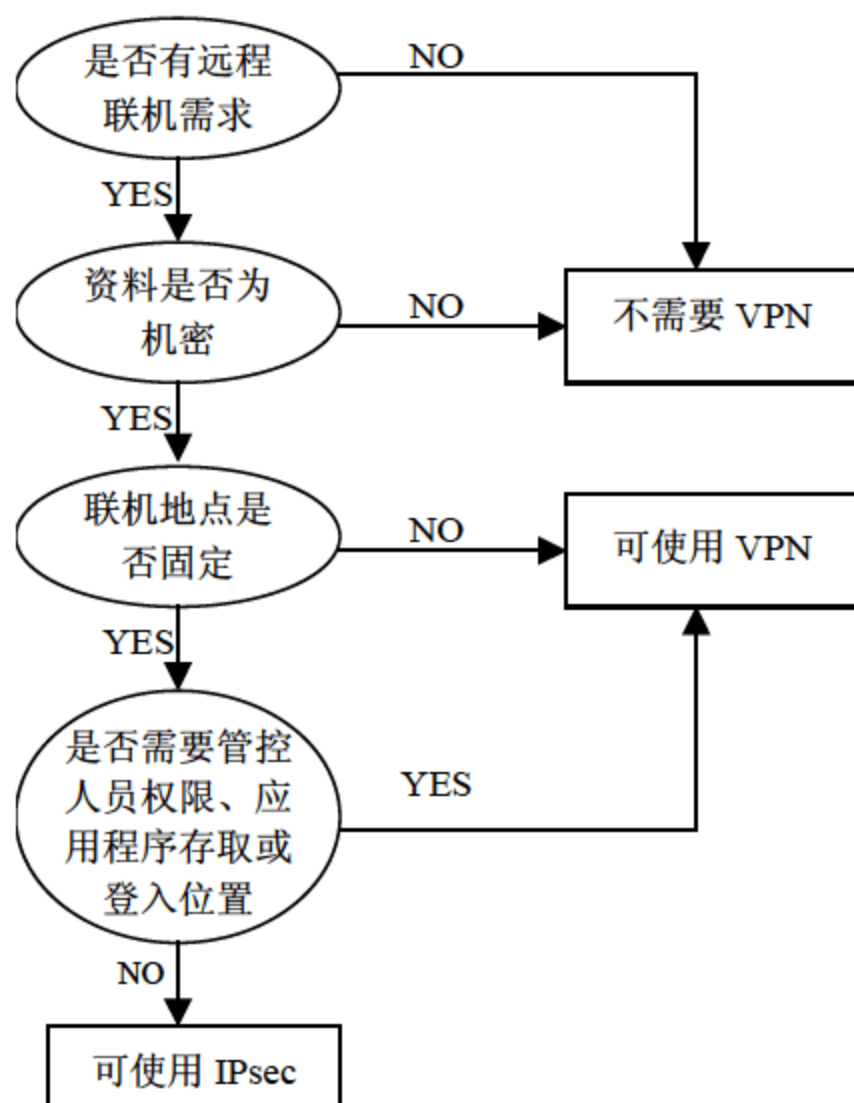 是否有远程
联机需求
NO
YES
资料是否为
机密
NO
不需要 VPN
YES
联机地点是
否固定
NO
可使用 VPN
YES
是否需要管控
人员权限、应
用程序存取或
登入位置
YES
NO
可使用 IPsec